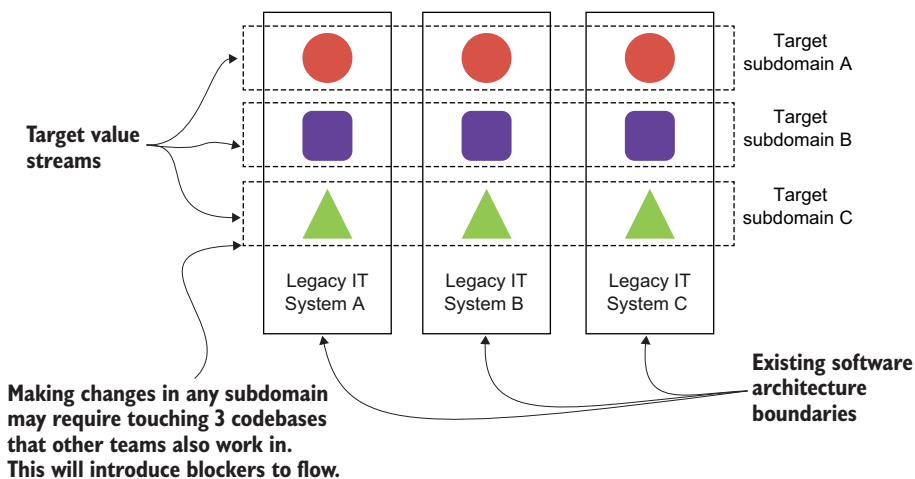 Target
subdomain A
Target value
streams
Target
subdomain B
Target
subdomain C
Legacy IT
System A
Legacy IT
System B
Legacy IT
System C
Making changes in any subdomain
may require touching 3 codebases
that other teams also work in.
This will introduce blockers to flow.
Existing software
architecture
boundaries